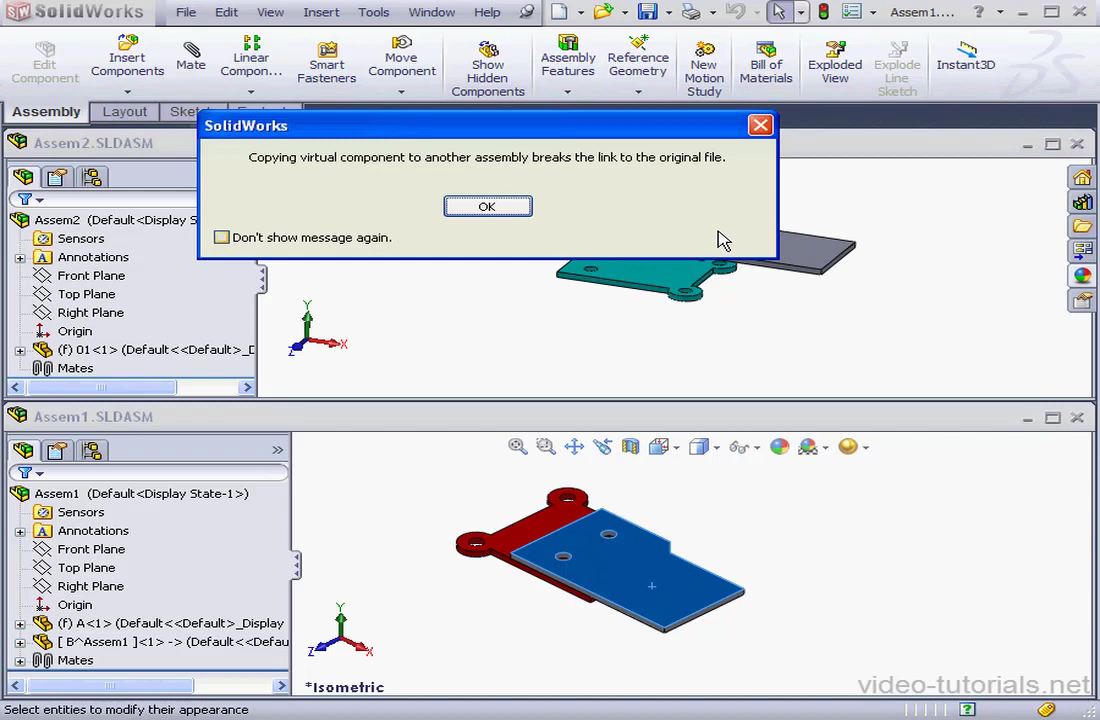 SolidWorks
File Edit View Insert Tools Window Help
Assem1....
Edit Component
Insert Components
Mate
Linear Compon...
Smart Fasteners
Move Component
Show Hidden Components
Assembly Features
Reference Geometry
New Motion Study
Bill of Materials
Exploded View
Explode Line Sketch
Instant3D
Assembly Layout
SolidWorks
Copying virtual component to another assembly breaks the link to the original file.
OK
Don't show message again.
Assem2.SLDASM
Assem2 (Default<Display S
Sensors
Annotations
Front Plane
Top Plane
Right Plane
Origin
(f) 01<1> (Default<<Default>_D
Mates
Y
X
Z
Assem1.SLDASM
Assem1 (Default<Display State-1>)
Sensors
Annotations
Front Plane
Top Plane
Right Plane
Origin
(f) A<1> (Default<<Default>_Display
[ B^Assem1 ]<1> -> (Default<<Defau
Mates
Y
Z
X
*Isometric
video-tutorials.net
Select entities to modify their appearance